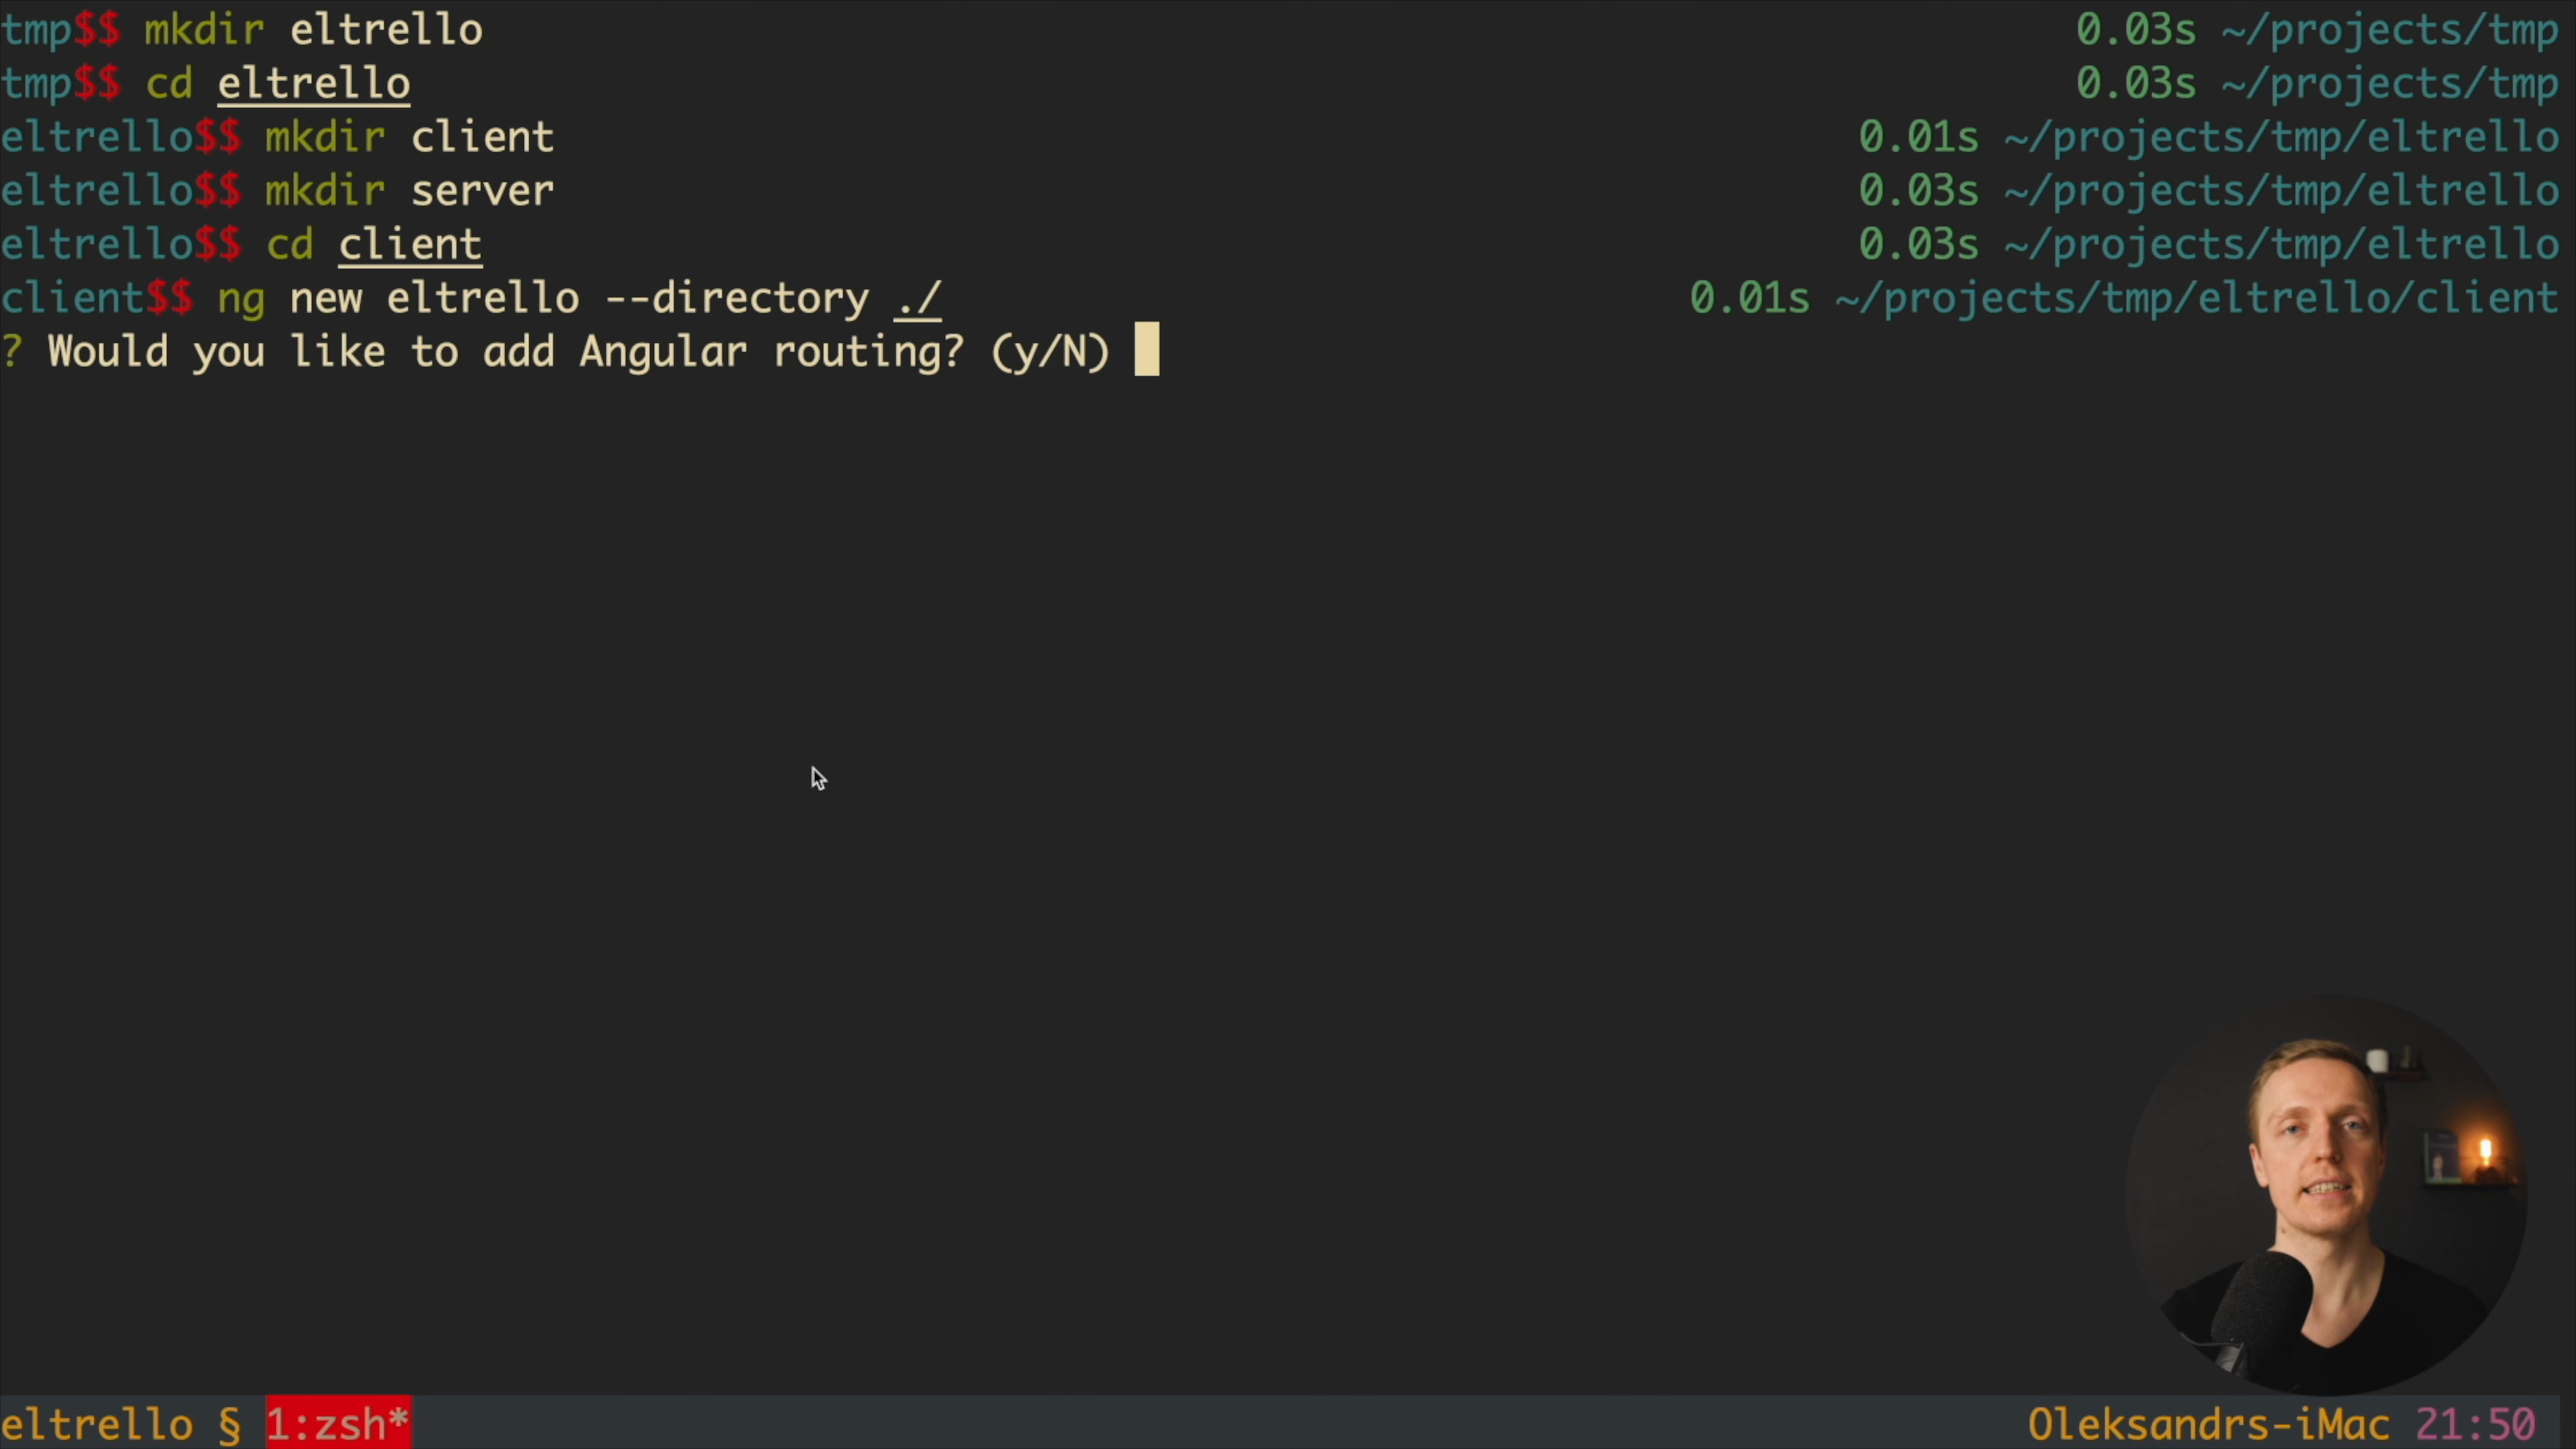 tmp$$ mkdir eltrello 0.03s ~/projects/tmp
tmp$$ cd eltrello 0.03s ~/projects/tmp
eltrello$$ mkdir client 0.01s ~/projects/tmp/eltrello
eltrello$$ mkdir server 0.03s ~/projects/tmp/eltrello
eltrello$$ cd client 0.03s ~/projects/tmp/eltrello
client$$ ng new eltrello --directory ./ 0.01s ~/projects/tmp/eltrello/client
? Would you like to add Angular routing? (y/N)
eltrello § 1:zsh* Oleksandrs-iMac 21:50